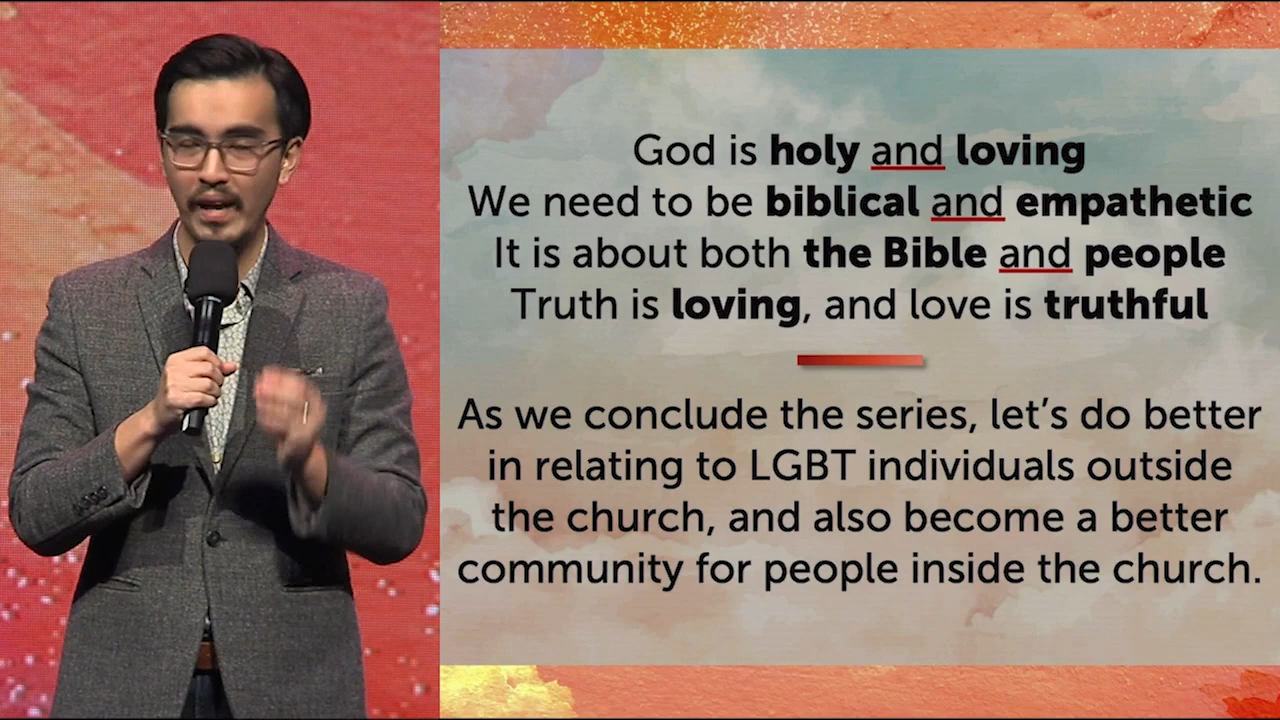 God is holy and loving
We need to be biblical and empathetic
It is about both the Bible and people
Truth is loving, and love is truthful
As we conclude the series, let’s do better
in relating to LGBT individuals outside
the church, and also become a better
community for people inside the church.